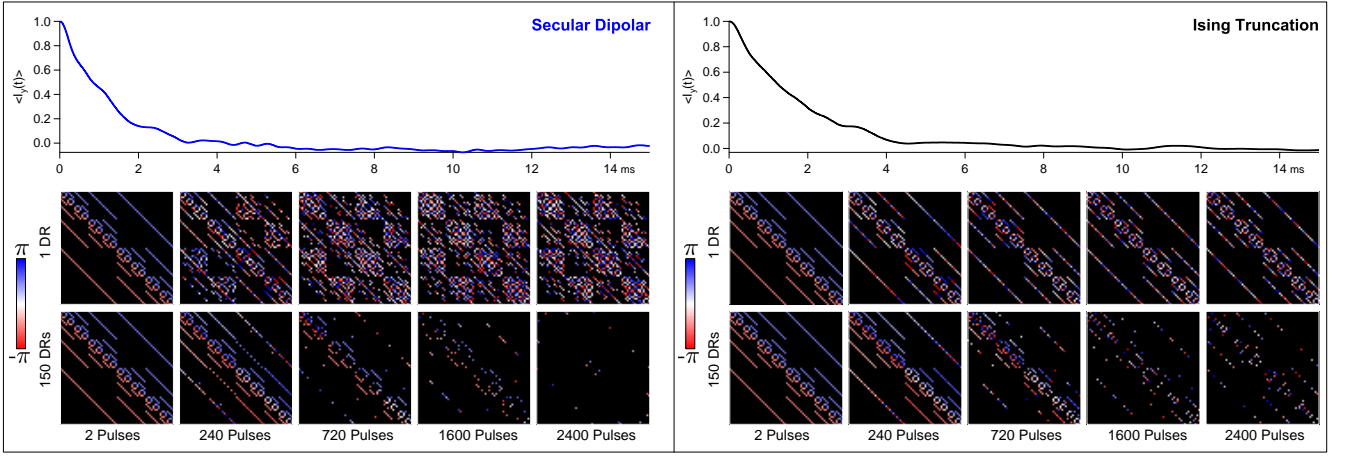 Secular Dipolar
<I_y(t)>
1.0
0.8
0.6
0.4
0.2
0.0
0 2 4 6 8 10 12 14 ms
π
-π
1 DR
150 DRs
2 Pulses 240 Pulses 720 Pulses 1600 Pulses 2400 Pulses
Ising Truncation
<I_y(t)>
1.0
0.8
0.6
0.4
0.2
0.0
0 2 4 6 8 10 12 14 ms
π
-π
1 DR
150 DRs
2 Pulses 240 Pulses 720 Pulses 1600 Pulses 2400 Pulses